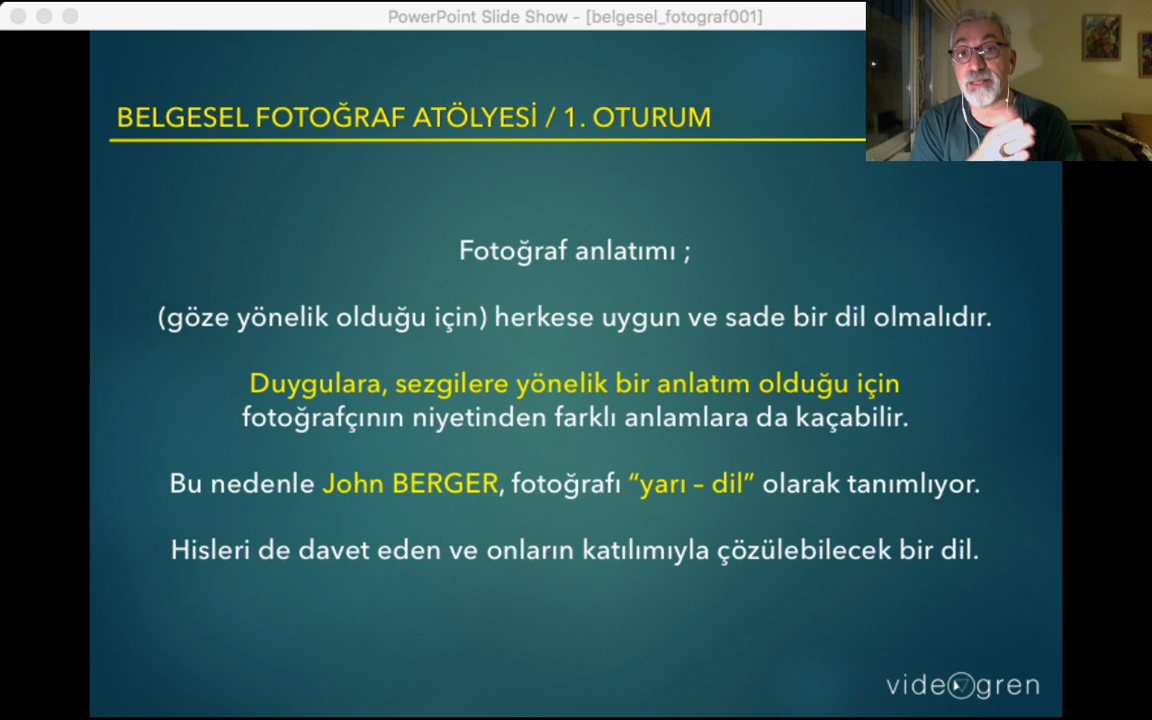 PowerPoint Slide Show - [belgesel_fotograf001]
BELGESEL FOTOĞRAF ATÖLYESİ / 1. OTURUM
Fotoğraf anlatımı ;
(göze yönelik olduğu için) herkese uygun ve sade bir dil olmalıdır.
Duygulara, sezgilere yönelik bir anlatım olduğu için
fotoğrafçının niyetinden farklı anlamlara da kaçabilir.
Bu nedenle John BERGER, fotoğrafı “yarı – dil” olarak tanımlıyor.
Hisleri de davet eden ve onların katılımıyla çözülebilecek bir dil.
videogren